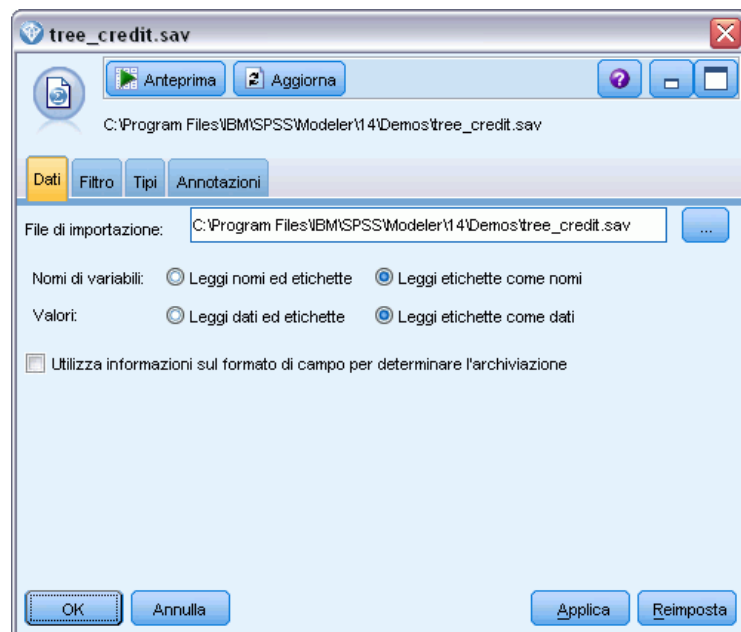 tree_credit.sav
Anteprima Aggiorna ?
C:\Program Files\IBM\SPSS\Modeler\14\Demos\tree_credit.sav
Dati Filtro Tipi Annotazioni
File di importazione: C:\Program Files\IBM\SPSS\Modeler\14\Demos\tree_credit.sav ...
Nomi di variabili: Leggi nomi ed etichette Leggi etichette come nomi
Valori: Leggi dati ed etichette Leggi etichette come dati
Utilizza informazioni sul formato di campo per determinare l'archiviazione
OK Annulla Applica Reimposta